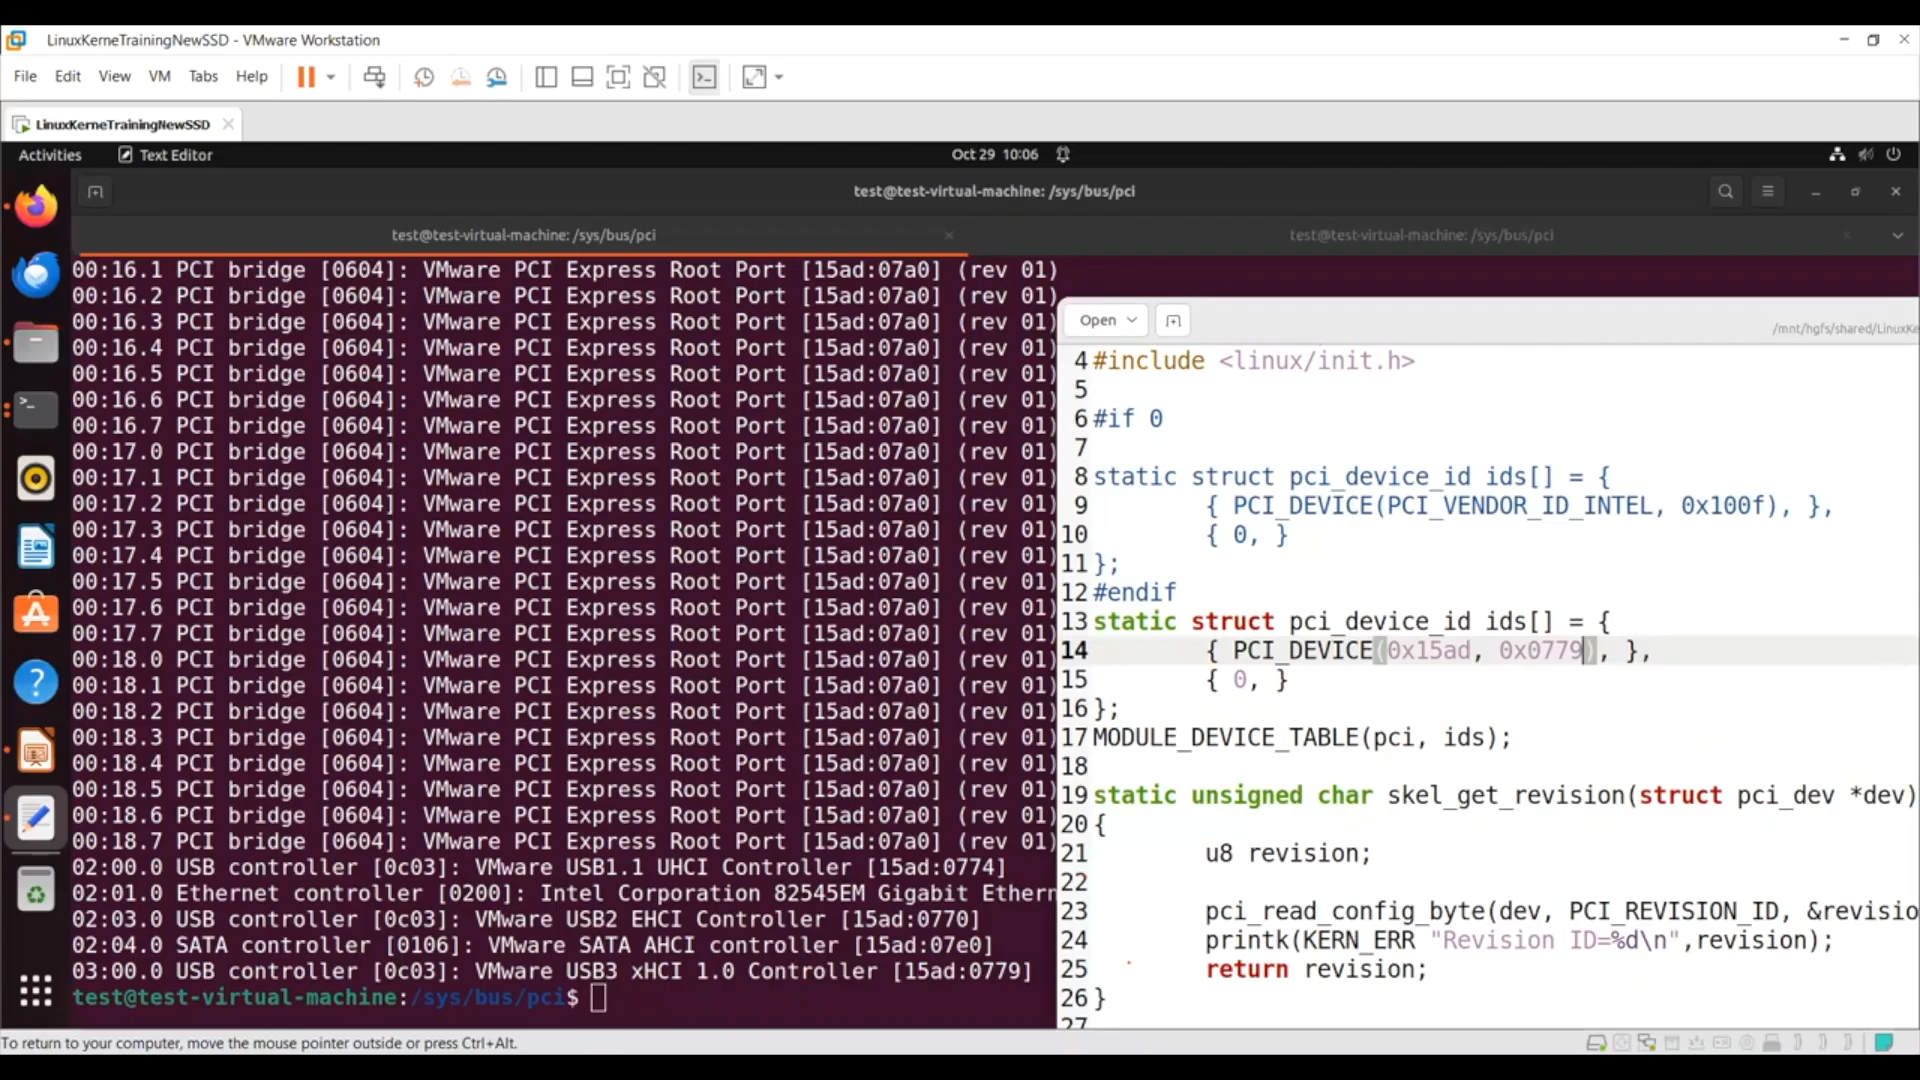 LinuxKerneTrainingNewSSD - VMware Workstation
File Edit View VM Tabs Help
LinuxKerneTrainingNewSSD
Activities Text Editor Oct 29 10:06
test@test-virtual-machine: /sys/bus/pci
test@test-virtual-machine: /sys/bus/pci
test@test-virtual-machine: /sys/bus/pci
00:16.1 PCI bridge [0604]: VMware PCI Express Root Port [15ad:07a0] (rev 01)
00:16.2 PCI bridge [0604]: VMware PCI Express Root Port [15ad:07a0] (rev 01)
00:16.3 PCI bridge [0604]: VMware PCI Express Root Port [15ad:07a0] (rev 01)
00:16.4 PCI bridge [0604]: VMware PCI Express Root Port [15ad:07a0] (rev 01)
00:16.5 PCI bridge [0604]: VMware PCI Express Root Port [15ad:07a0] (rev 01)
00:16.6 PCI bridge [0604]: VMware PCI Express Root Port [15ad:07a0] (rev 01)
00:16.7 PCI bridge [0604]: VMware PCI Express Root Port [15ad:07a0] (rev 01)
00:17.0 PCI bridge [0604]: VMware PCI Express Root Port [15ad:07a0] (rev 01)
00:17.1 PCI bridge [0604]: VMware PCI Express Root Port [15ad:07a0] (rev 01)
00:17.2 PCI bridge [0604]: VMware PCI Express Root Port [15ad:07a0] (rev 01)
00:17.3 PCI bridge [0604]: VMware PCI Express Root Port [15ad:07a0] (rev 01)
00:17.4 PCI bridge [0604]: VMware PCI Express Root Port [15ad:07a0] (rev 01)
00:17.5 PCI bridge [0604]: VMware PCI Express Root Port [15ad:07a0] (rev 01)
00:17.6 PCI bridge [0604]: VMware PCI Express Root Port [15ad:07a0] (rev 01)
00:17.7 PCI bridge [0604]: VMware PCI Express Root Port [15ad:07a0] (rev 01)
00:18.0 PCI bridge [0604]: VMware PCI Express Root Port [15ad:07a0] (rev 01)
00:18.1 PCI bridge [0604]: VMware PCI Express Root Port [15ad:07a0] (rev 01)
00:18.2 PCI bridge [0604]: VMware PCI Express Root Port [15ad:07a0] (rev 01)
00:18.3 PCI bridge [0604]: VMware PCI Express Root Port [15ad:07a0] (rev 01)
00:18.4 PCI bridge [0604]: VMware PCI Express Root Port [15ad:07a0] (rev 01)
00:18.5 PCI bridge [0604]: VMware PCI Express Root Port [15ad:07a0] (rev 01)
00:18.6 PCI bridge [0604]: VMware PCI Express Root Port [15ad:07a0] (rev 01)
00:18.7 PCI bridge [0604]: VMware PCI Express Root Port [15ad:07a0] (rev 01)
02:00.0 USB controller [0c03]: VMware USB1.1 UHCI Controller [15ad:0774]
02:01.0 Ethernet controller [0200]: Intel Corporation 82545EM Gigabit Ethern
02:03.0 USB controller [0c03]: VMware USB2 EHCI Controller [15ad:0770]
02:04.0 SATA controller [0106]: VMware SATA AHCI controller [15ad:07e0]
03:00.0 USB controller [0c03]: VMware USB3 xHCI 1.0 Controller [15ad:0779]
test@test-virtual-machine:/sys/bus/pci$
Open
/mnt/hgfs/shared/LinuxKe
4 #include <linux/init.h>
5
6 #if 0
7
8 static struct pci_device_id ids[] = {
9 { PCI_DEVICE(PCI_VENDOR_ID_INTEL, 0x100f), },
10 { 0, }
11 };
12 #endif
13 static struct pci_device_id ids[] = {
14 { PCI_DEVICE(0x15ad, 0x0779), },
15 { 0, }
16 };
17 MODULE_DEVICE_TABLE(pci, ids);
18
19 static unsigned char skel_get_revision(struct pci_dev *dev)
20 {
21 u8 revision;
22
23 pci_read_config_byte(dev, PCI_REVISION_ID, &revisio
24 printk(KERN_ERR "Revision ID=%d\n",revision);
25 return revision;
26 }
27
To return to your computer, move the mouse pointer outside or press Ctrl+Alt.